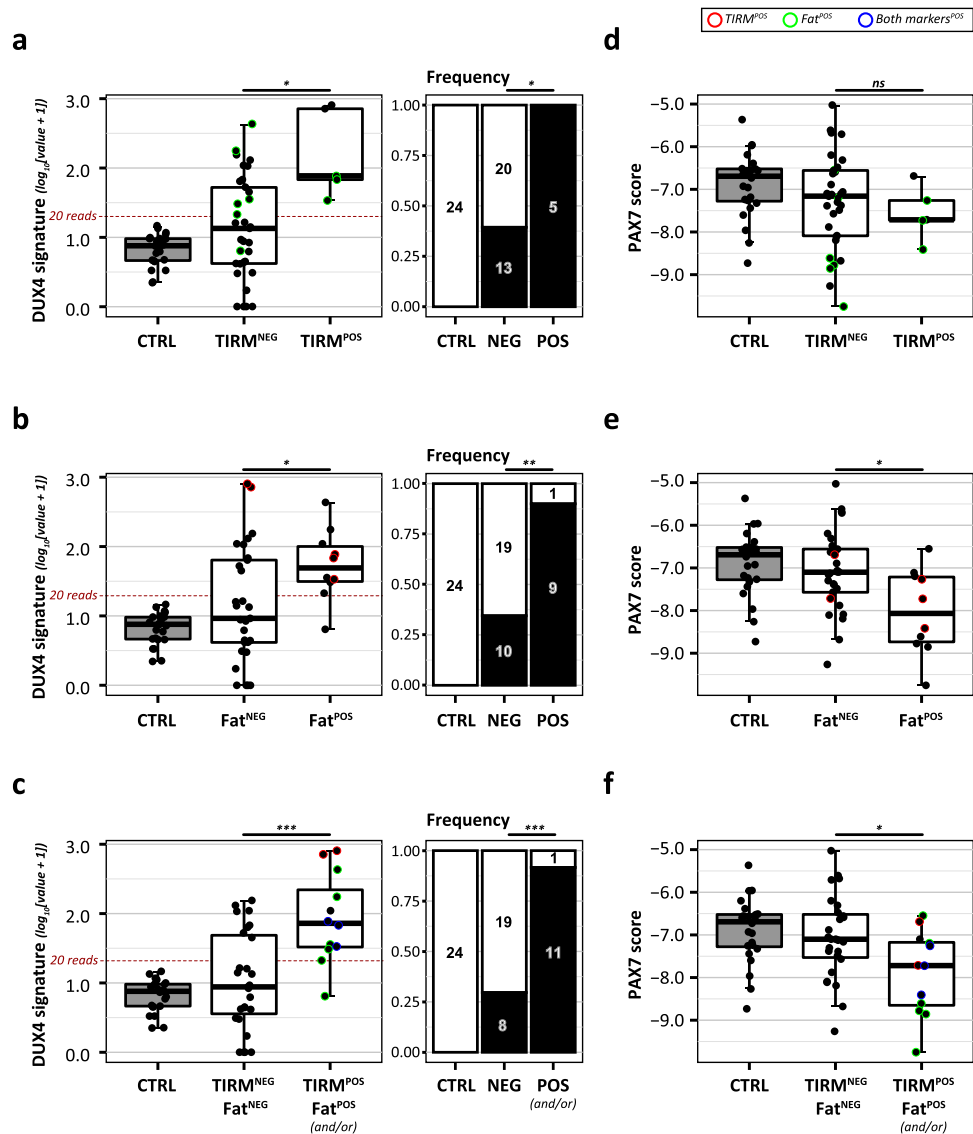 TIRMPOS FatPOS Both markersPOS
a
DUX4 signature (log10[value + 1])
3.0
2.0
1.0
0.0
20 reads
*
CTRL TIRMNEG TIRMPOS
Frequency
*
1.00
0.75
0.50
0.25
0.00
24
20
13
5
CTRL NEG POS
d
PAX7 score
ns
−5.0
−6.0
−7.0
−8.0
−9.0
CTRL TIRMNEG TIRMPOS
b
DUX4 signature (log10[value + 1])
3.0
2.0
1.0
0.0
20 reads
*
CTRL FatNEG FatPOS
Frequency
**
1.00
0.75
0.50
0.25
0.00
24
19
10
1
9
CTRL NEG POS
e
PAX7 score
*
−5.0
−6.0
−7.0
−8.0
−9.0
CTRL FatNEG FatPOS
c
DUX4 signature (log10[value + 1])
3.0
2.0
1.0
0.0
20 reads
***
CTRL TIRMNEG TIRMPOS
FatNEG FatPOS
(and/or)
Frequency
***
1.00
0.75
0.50
0.25
0.00
24
19
8
1
11
CTRL NEG POS
(and/or)
f
PAX7 score
*
−5.0
−6.0
−7.0
−8.0
−9.0
CTRL TIRMNEG TIRMPOS
FatNEG FatPOS
(and/or)